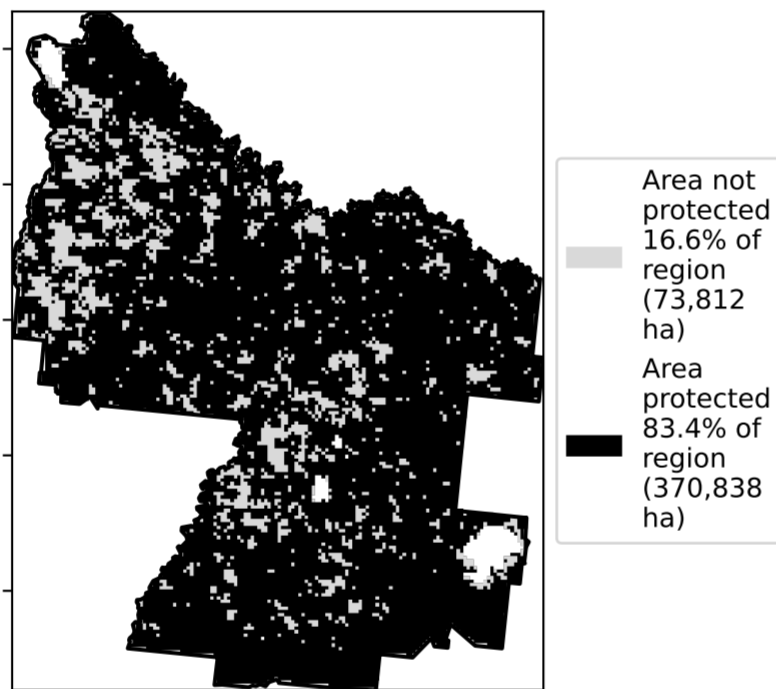 Area not
protected
16.6% of
region
(73,812
ha)
Area
protected
83.4% of
region
(370,838
ha)